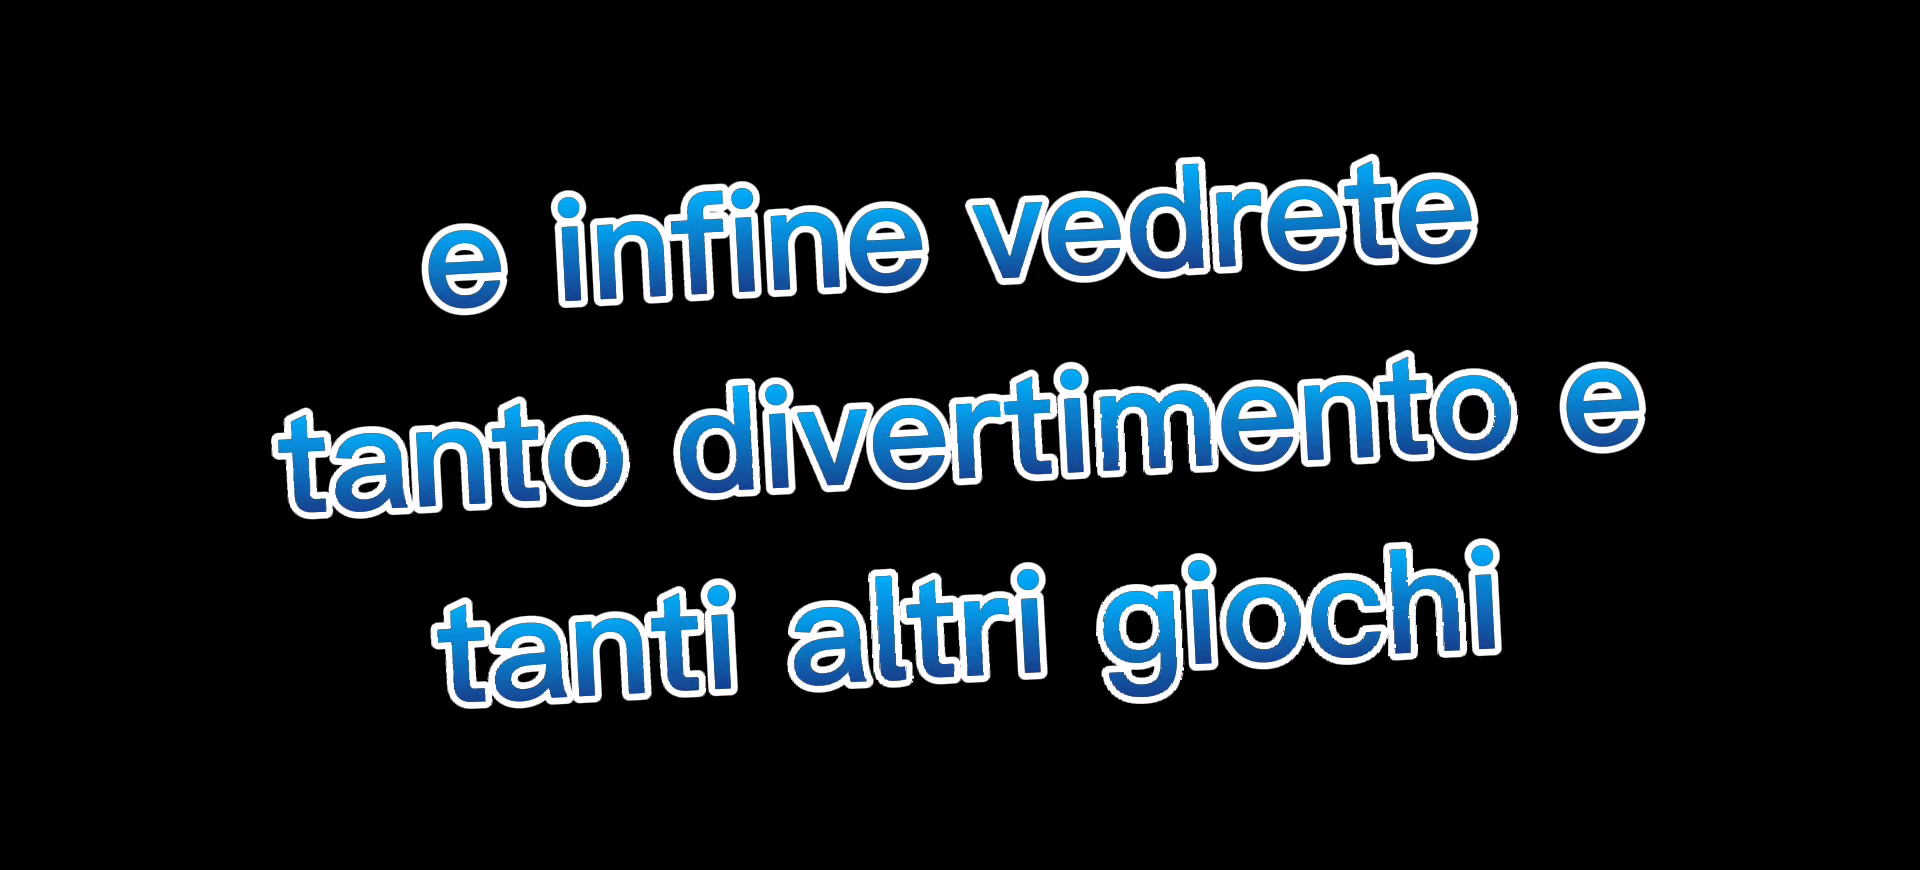 e infine vedrete
tanto divertimento e
tanti altri giochi